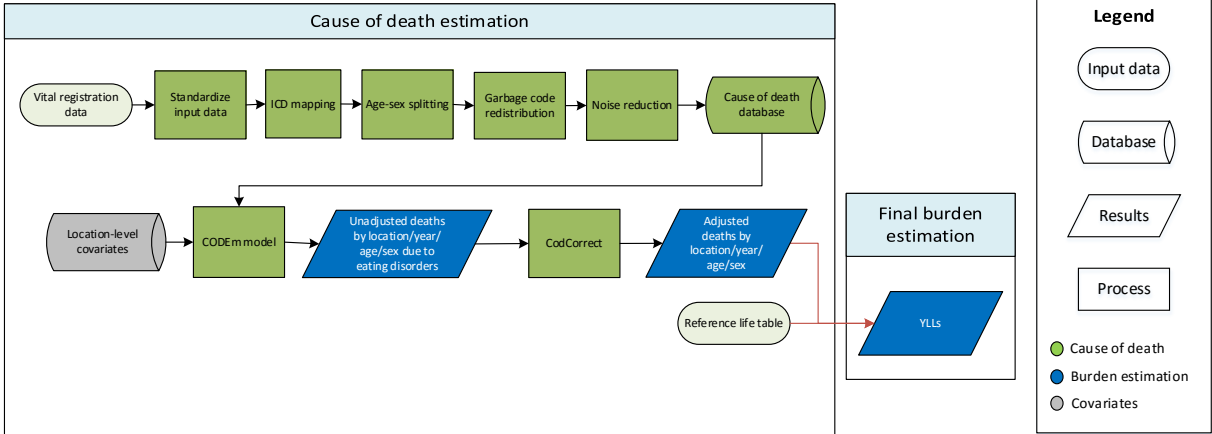 Cause of death estimation
Vital registration
data
Standardize
input data
ICD mapping
Age-sex splitting
Garbage code
redistribution
Noise reduction
Cause of death
database
Location-level
covariates
CODEm model
Unadjusted deaths
by location/year/
age/sex due to
eating disorders
CodCorrect
Adjusted
deaths by
location/year/
age/sex
Reference life table
Final burden
estimation
YLLs
Legend
Input data
Database
Results
Process
Cause of death
Burden estimation
Covariates